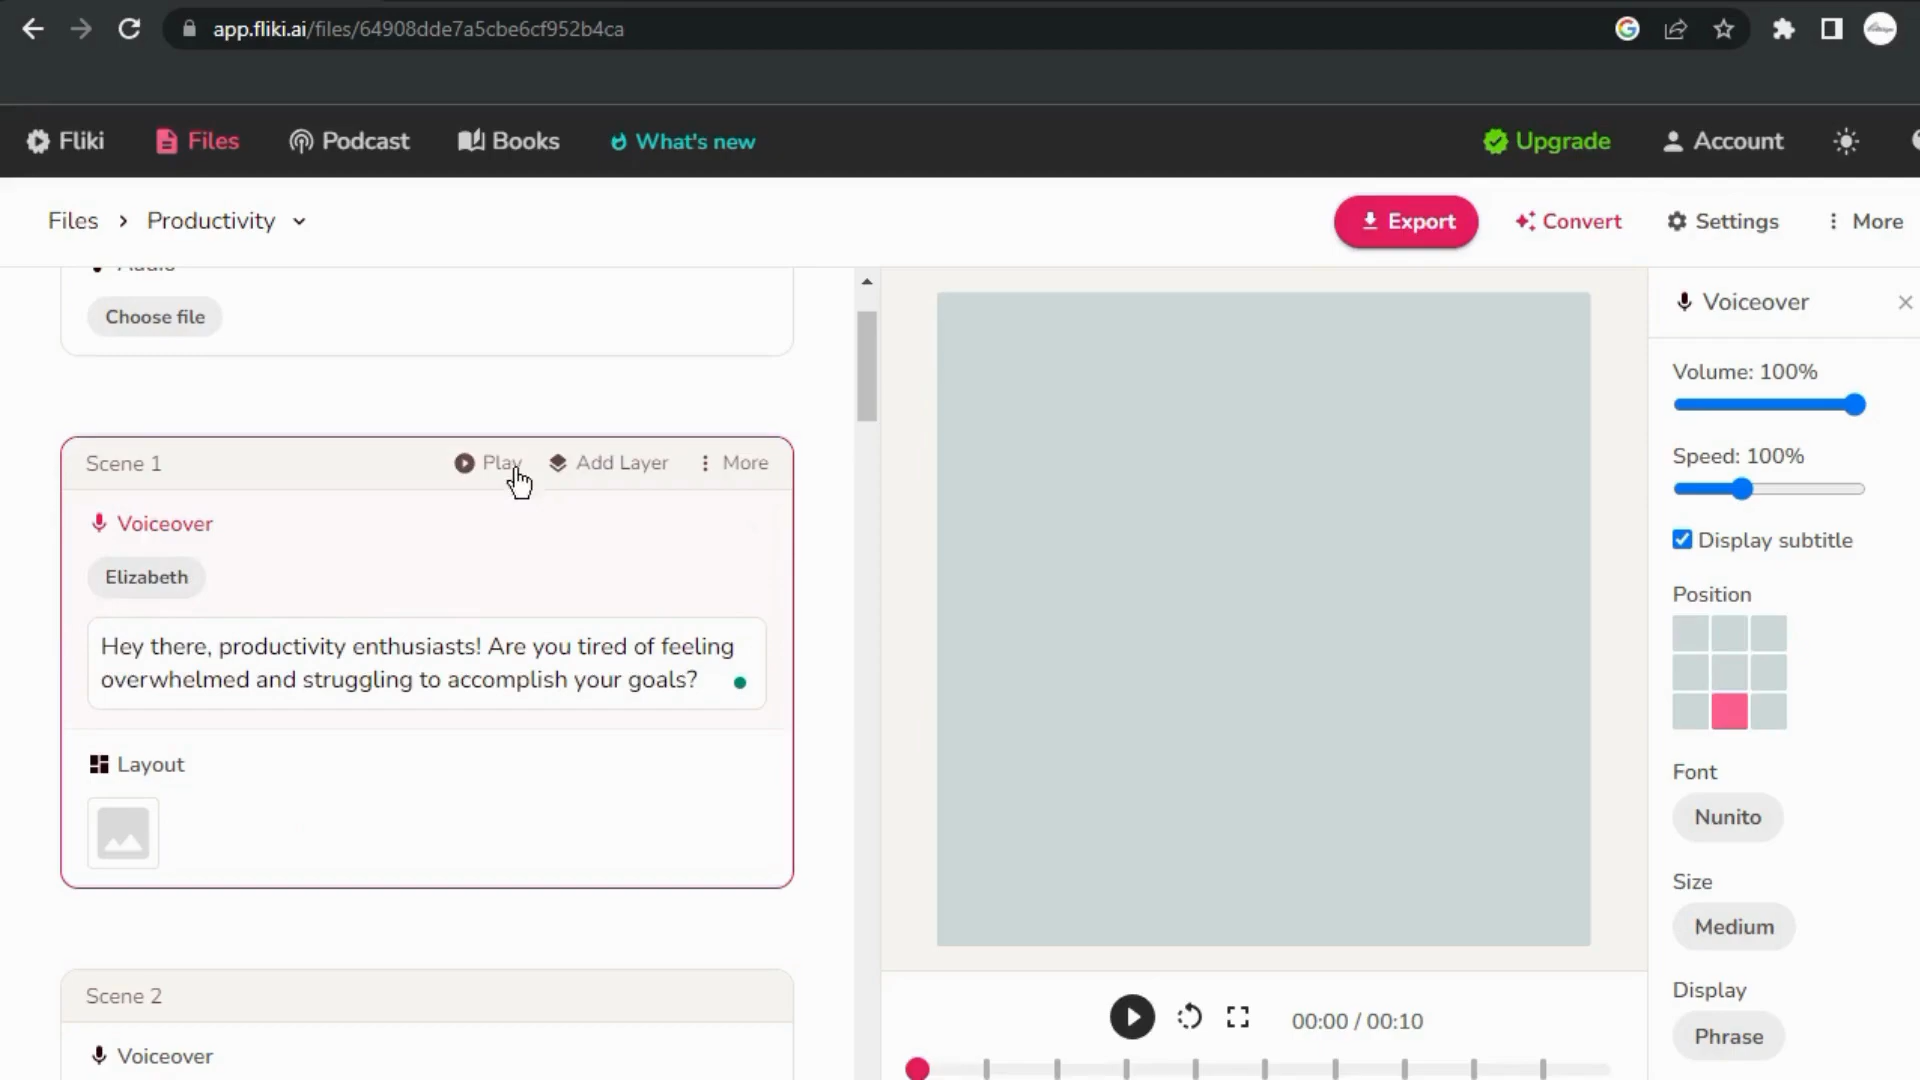 app.fliki.ai/files/64908dde7a5cbe6cf952b4ca
Fliki
Files
Podcast
Books
What's new
Upgrade
Account
Files > Productivity
Export
Convert
Settings
More
Audio
Choose file
Scene 1
Play
Add Layer
More
Voiceover
Elizabeth
Hey there, productivity enthusiasts! Are you tired of feeling
overwhelmed and struggling to accomplish your goals?
Layout
Scene 2
Voiceover
00:00 / 00:10
Voiceover
Volume: 100%
Speed: 100%
Display subtitle
Position
Font
Nunito
Size
Medium
Display
Phrase